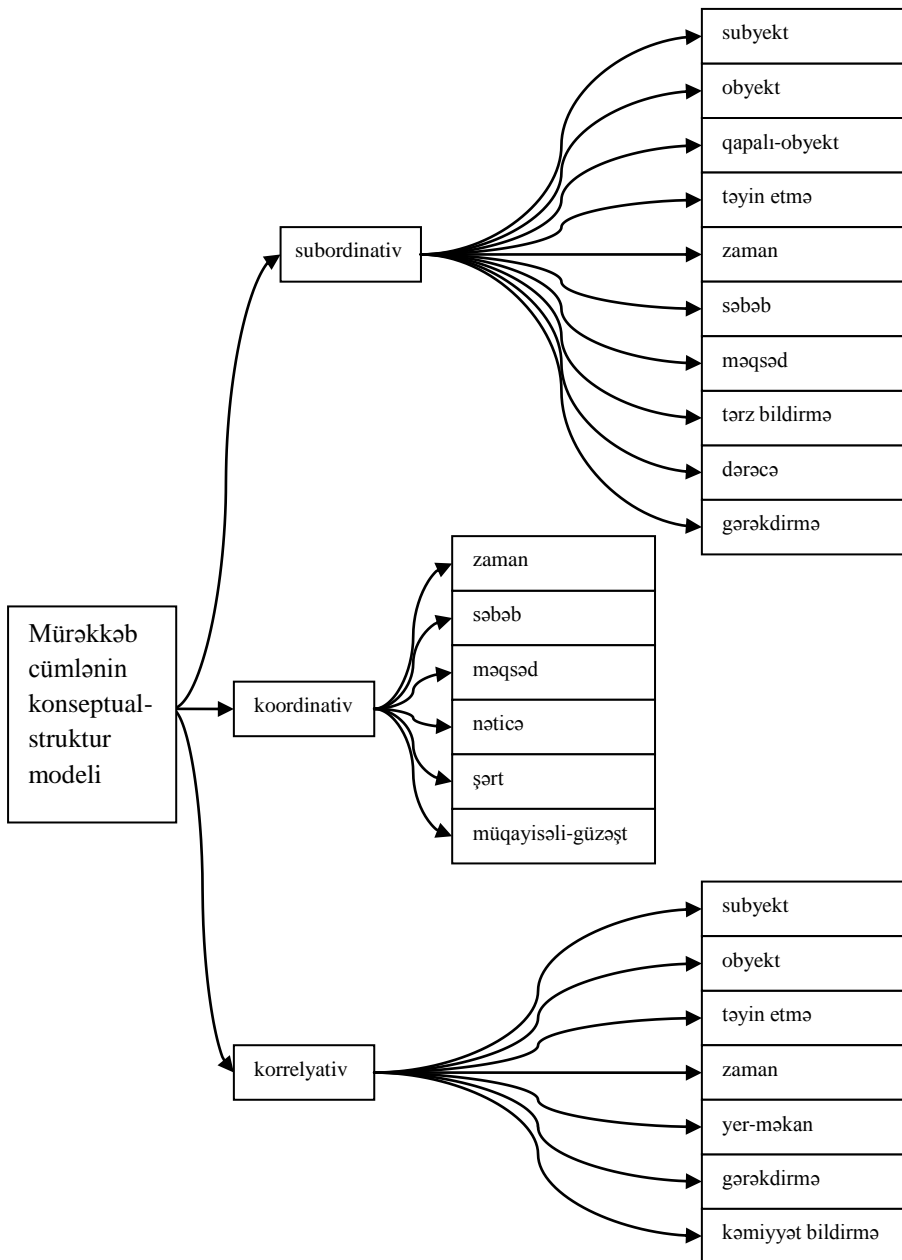 Mürəkkəb
cümlənin
konseptual-
struktur
modeli
subordinativ
subyekt
obyekt
qapalı-obyekt
təyin etmə
zaman
səbəb
məqsəd
tərz bildirmə
dərəcə
gərəkdirmə
koordinativ
zaman
səbəb
məqsəd
nəticə
şərt
müqayisəli-güzəşt
korrelyativ
subyekt
obyekt
təyin etmə
zaman
yer-məkan
gərəkdirmə
kəmiyyət bildirmə